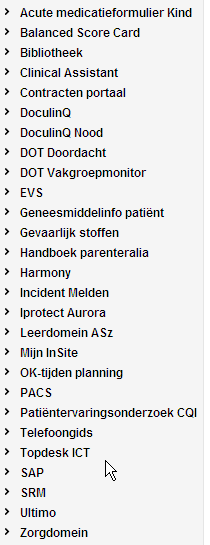 Acute medicatieformulier Kind
Balanced Score Card
Bibliotheek
Clinical Assistant
Contracten portaal
DoculinQ
DoculinQ Nood
DOT Doordacht
DOT Vakgroepmonitor
EVS
Geneesmiddelinfo patiënt
Gevaarlijk stoffen
Handboek parenteralia
Harmony
Incident Melden
Iprotect Aurora
Leerdomein ASz
Mijn InSite
OK-tijden planning
PACS
Patiëntervaringsonderzoek CQI
Telefoongids
Topdesk ICT
SAP
SRM
Ultimo
Zorgdomein